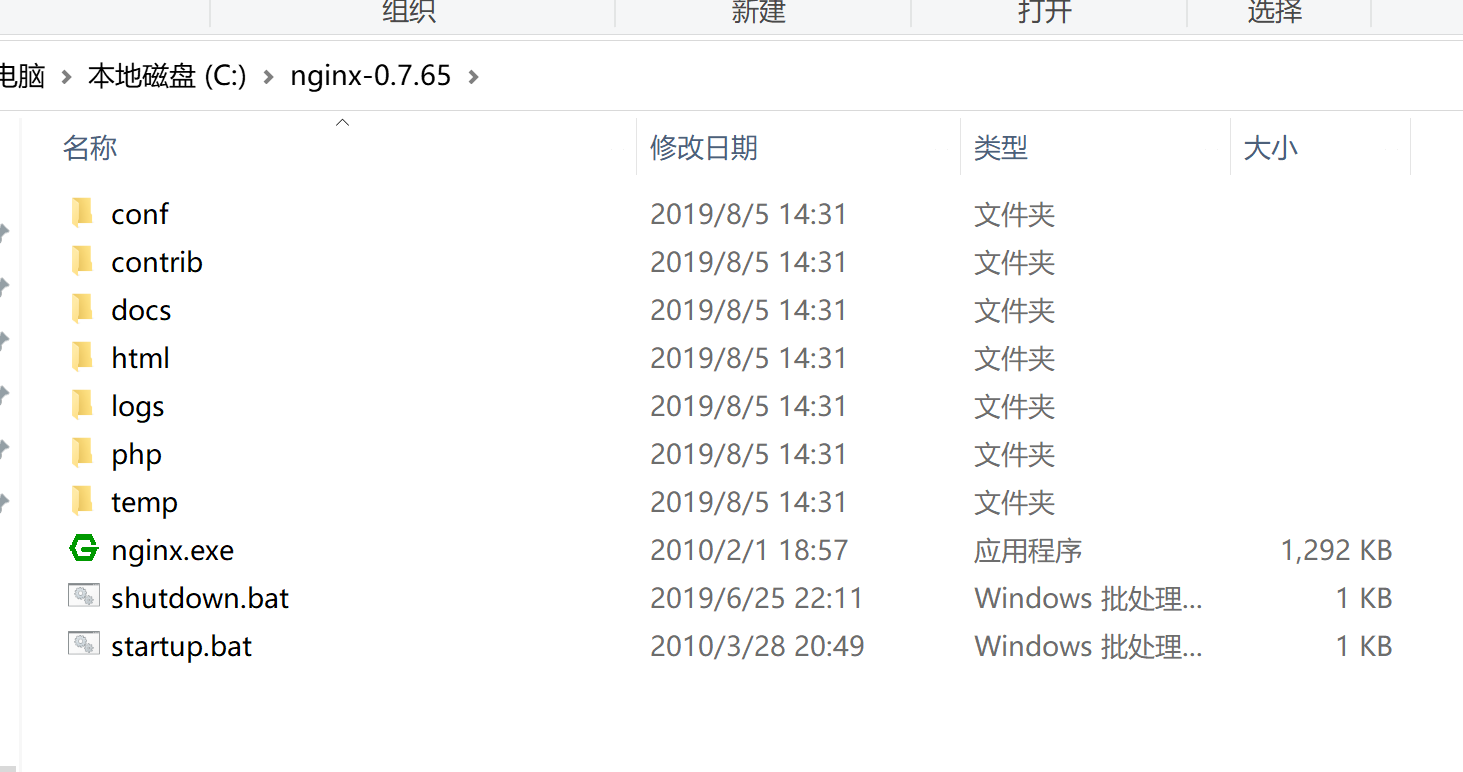 组织 新建 打开 选择
电脑 › 本地磁盘 (C:) › nginx-0.7.65 ›
名称 修改日期 类型 大小
conf 2019/8/5 14:31 文件夹
contrib 2019/8/5 14:31 文件夹
docs 2019/8/5 14:31 文件夹
html 2019/8/5 14:31 文件夹
logs 2019/8/5 14:31 文件夹
php 2019/8/5 14:31 文件夹
temp 2019/8/5 14:31 文件夹
nginx.exe 2010/2/1 18:57 应用程序 1,292 KB
shutdown.bat 2019/6/25 22:11 Windows 批处理... 1 KB
startup.bat 2010/3/28 20:49 Windows 批处理... 1 KB